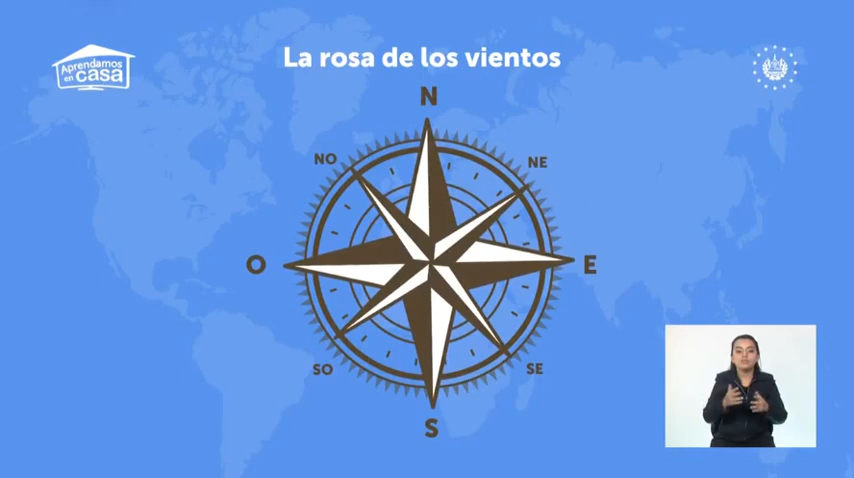 La rosa de los vientos
Aprendamos
en casa
N
NO
NE
O
E
SO
SE
S